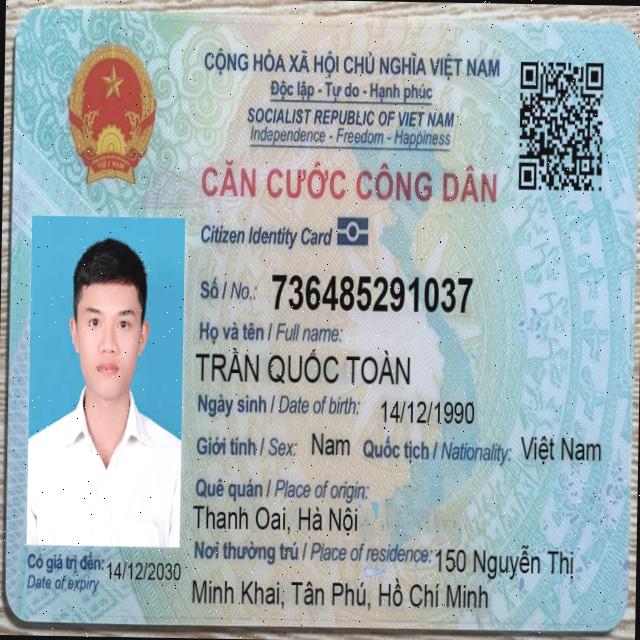 CỘNG HÒA XÃ HỘI CHỦ NGHĨA VIỆT NAM
Độc lập - Tự do - Hạnh phúc
SOCIALIST REPUBLIC OF VIET NAM
Independence - Freedom - Happiness
CĂN CƯỚC CÔNG DÂN
Citizen Identity Card
Số / No.: 736485291037
Họ và tên / Full name:
TRẦN QUỐC TOÀN
Ngày sinh / Date of birth: 14/12/1990
Giới tính / Sex: Nam Quốc tịch / Nationality: Việt Nam
Quê quán / Place of origin:
Thanh Oai, Hà Nội
Nơi thường trú / Place of residence: 150 Nguyễn Thị
Minh Khai, Tân Phú, Hồ Chí Minh
Có giá trị đến: 14/12/2030
Date of expiry